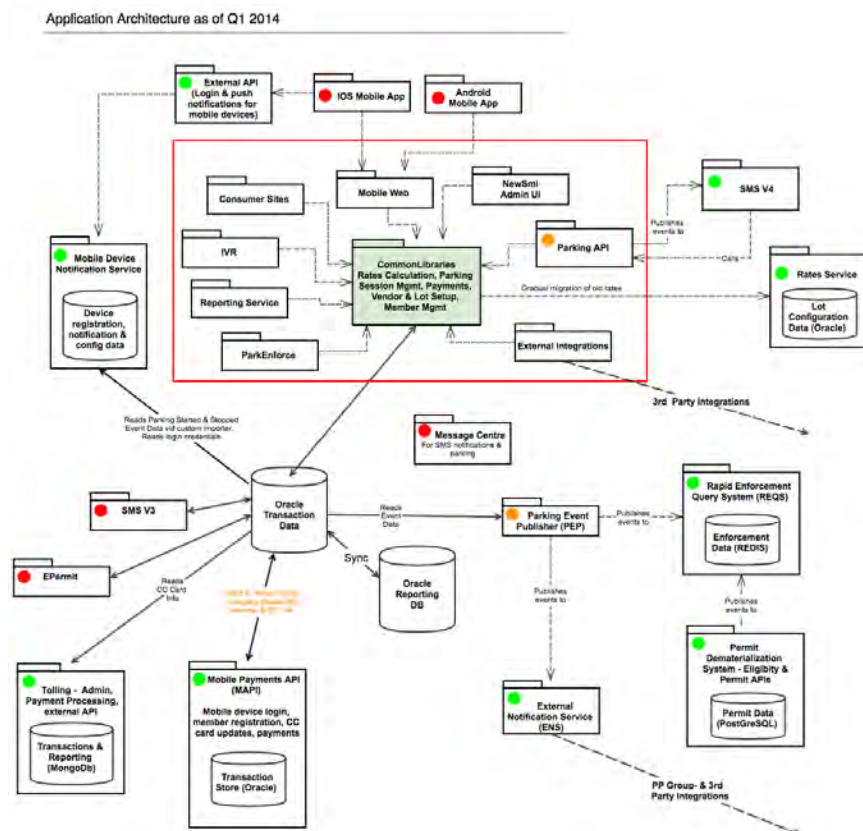 Application Architecture as of Q1 2014
External API
(Login & push
notifications for
mobile devices)
IOS Mobile App
Android
Mobile App
Consumer Sites
Mobile Web
NewSmi
Admin Ui
SMS V4
Publishes
events to
IVR
Parking API
Calls
Mobile Device
Notification Service
Device
registration,
notification &
config data
CommonLibraries
Rates Calculation, Parking
Session Mgmt, Payments,
Vendor & Lot Setup,
Member Mgmt
Reporting Service
Gradual migration of old rates
Rates Service
Lot
Configuration
Data (Oracle)
ParkEnforce
External Integrations
3rd Party Integrations
Reads Parking Started & Stopped
Event Data vid custom importer.
Reads login credentials
Message Centre
For SMS notifications &
parking
SMS V3
Oracle
Transaction
Data
Reads
Event
Data
Parking Event
Publisher (PEP)
Publishes
events to
Rapid Enforcement
Query System (REQS)
Enforcement
Data (REDIS)
EPermit
Reads
CC Card
Info
Sync
Oracle
Reporting
DB
Publishes
events to
Publishes
events to
Tolling - Admin,
Payment Processing,
external API
Transactions &
Reporting
(MongoDb)
Mobile Payments API
(MAPI)
Mobile device login,
member registration, CC
card updates, payments
Transaction
Store (Oracle)
External
Notification Service
(ENS)
Permit
Dematerialization
System - Eligibity &
Permit APIs
Permit Data
(PostGreSQL)
PP Group- & 3rd
Party Integrations